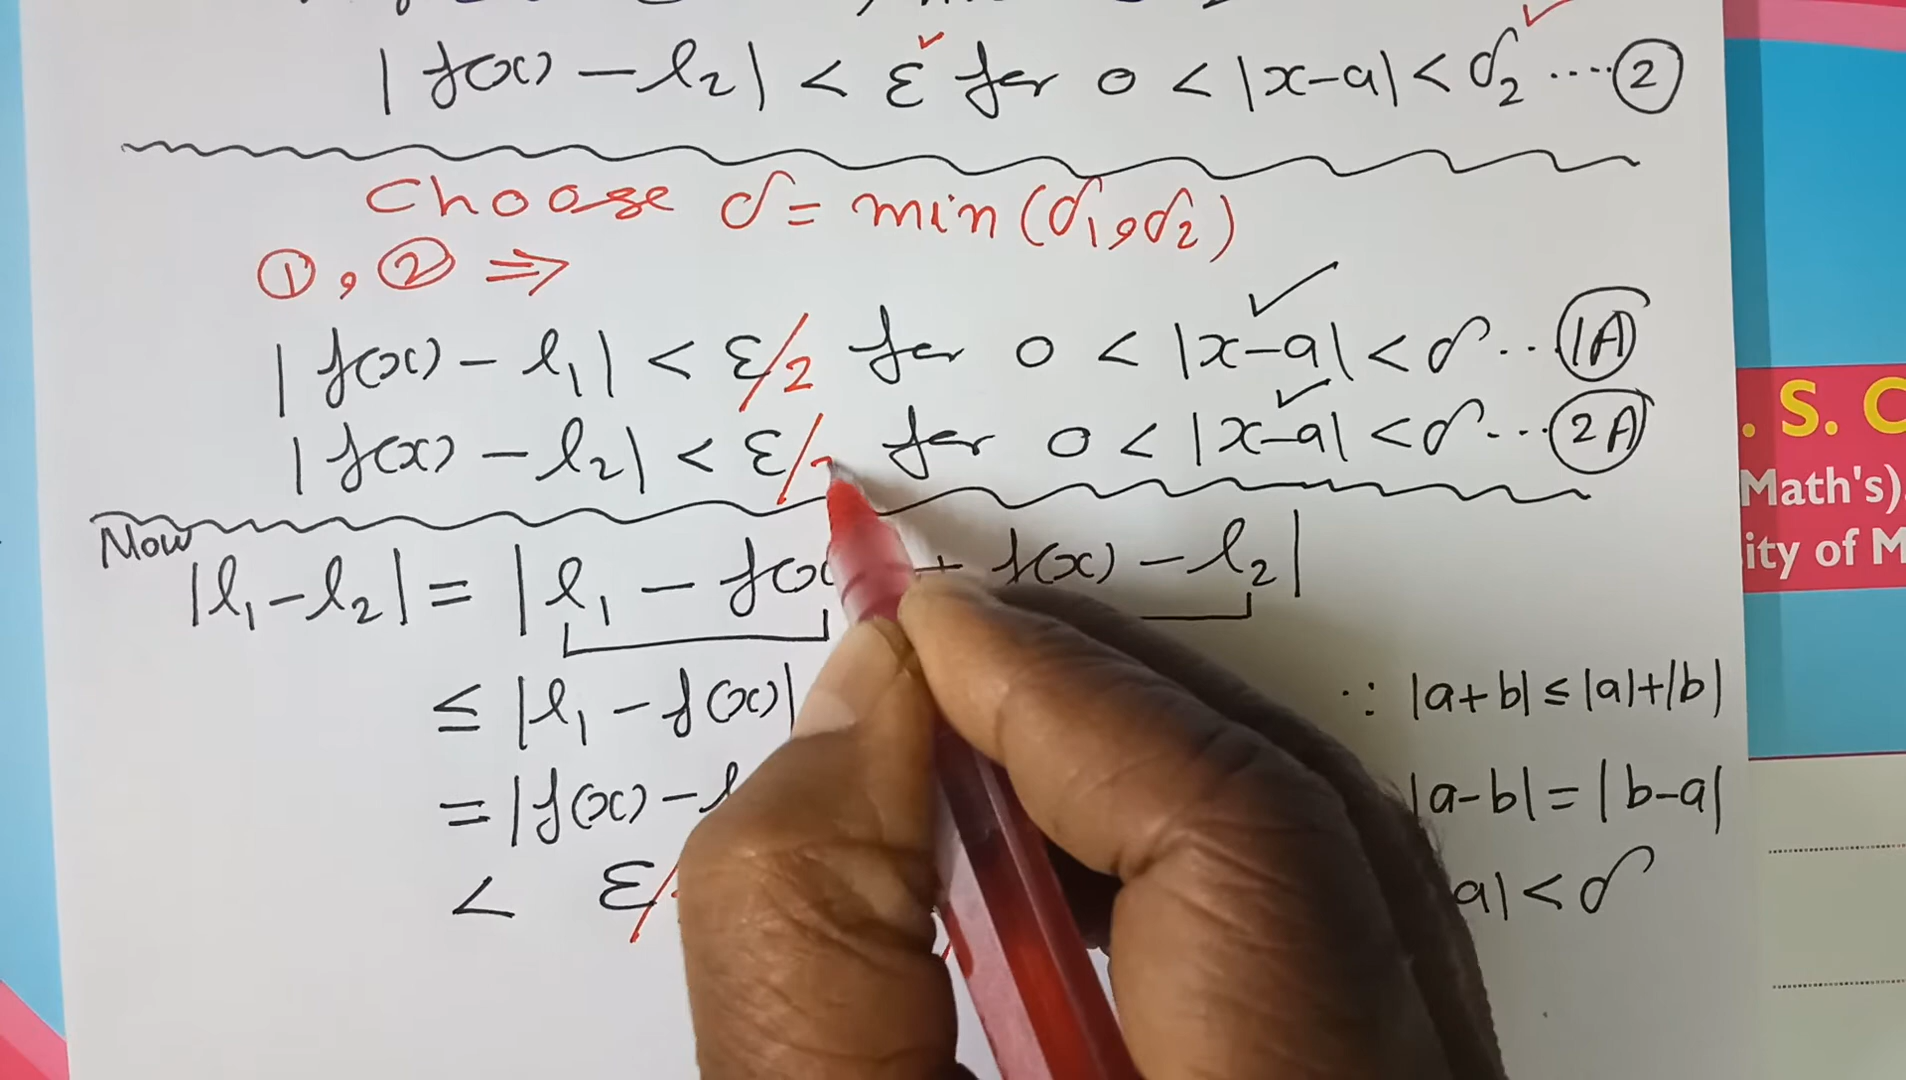 |f(x) - l₂| < ε for 0 < |x-a| < δ₂ ....②
Choose δ = min(δ₁, δ₂)
①, ② ⇒
|f(x) - l₁| < ε/2 for 0 < |x-a| < δ... 1A
|f(x) - l₂| < ε/2 for 0 < |x-a| < δ... 2A
Now
|l₁-l₂| = |l₁ - f(x + f(x) - l₂|
≤ |l₁ - f(x)| ∵ |a+b| ≤ |a|+|b|
= |f(x) - l |a-b| = |b-a|
< ε/ a| < δ
. S. C
Math's)
ity of M